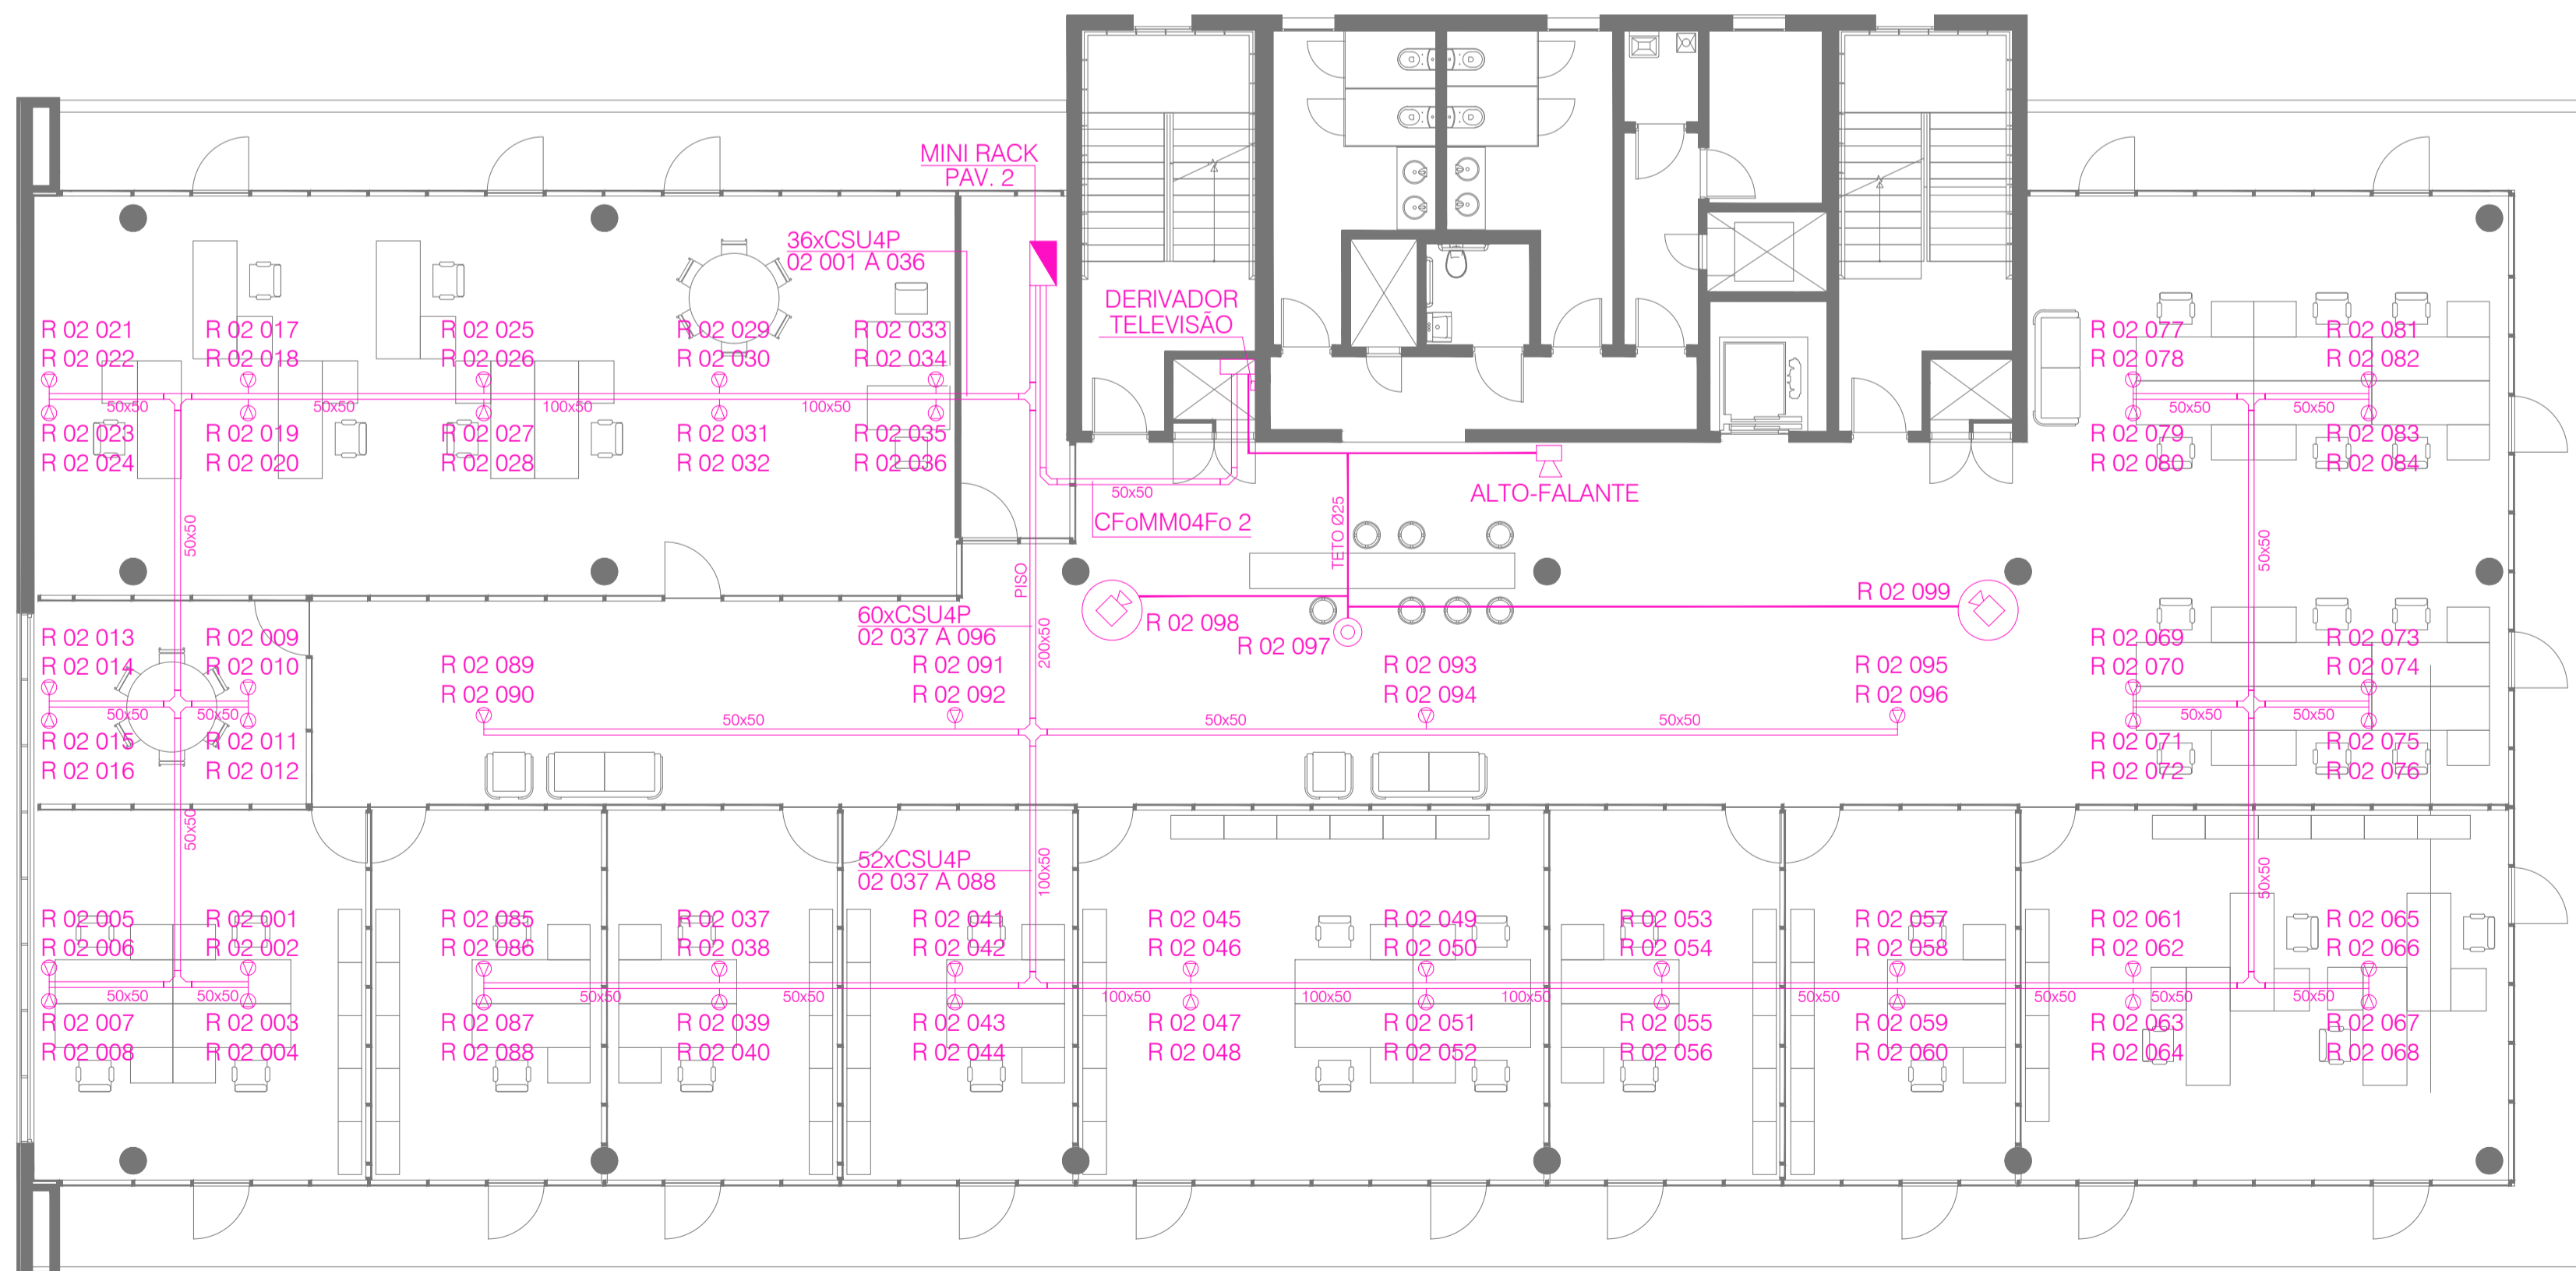 MINI RACK
PAV. 2
36xCSU4P
02 001 A 036
DERIVADOR
TELEVISÃO
R 02 021
R 02 022
R 02 017
R 02 018
R 02 025
R 02 026
R 02 029
R 02 030
R 02 033
R 02 034
R 02 077
R 02 078
R 02 081
R 02 082
50x50
50x50
100x50
100x50
50x50
50x50
R 02 023
R 02 024
R 02 019
R 02 020
R 02 027
R 02 028
R 02 031
R 02 032
R 02 035
R 02 036
R 02 079
R 02 080
R 02 083
R 02 084
50x50
ALTO-FALANTE
CFoMM04Fo 2
TETO Ø25
50x50
50x50
PISO
200x50
60xCSU4P
02 037 A 096
R 02 098
R 02 097
R 02 099
R 02 013
R 02 014
R 02 009
R 02 010
R 02 089
R 02 090
R 02 091
R 02 092
R 02 093
R 02 094
R 02 095
R 02 096
R 02 069
R 02 070
R 02 073
R 02 074
50x50
50x50
50x50
50x50
50x50
50x50
50x50
R 02 015
R 02 016
R 02 011
R 02 012
R 02 071
R 02 072
R 02 075
R 02 076
50x50
52xCSU4P
02 037 A 088
100x50
50x50
R 02 005
R 02 006
R 02 001
R 02 002
R 02 085
R 02 086
R 02 037
R 02 038
R 02 041
R 02 042
R 02 045
R 02 046
R 02 049
R 02 050
R 02 053
R 02 054
R 02 057
R 02 058
R 02 061
R 02 062
R 02 065
R 02 066
50x50
50x50
50x50
50x50
100x50
100x50
100x50
50x50
50x50
50x50
50x50
R 02 007
R 02 008
R 02 003
R 02 004
R 02 087
R 02 088
R 02 039
R 02 040
R 02 043
R 02 044
R 02 047
R 02 048
R 02 051
R 02 052
R 02 055
R 02 056
R 02 059
R 02 060
R 02 063
R 02 064
R 02 067
R 02 068